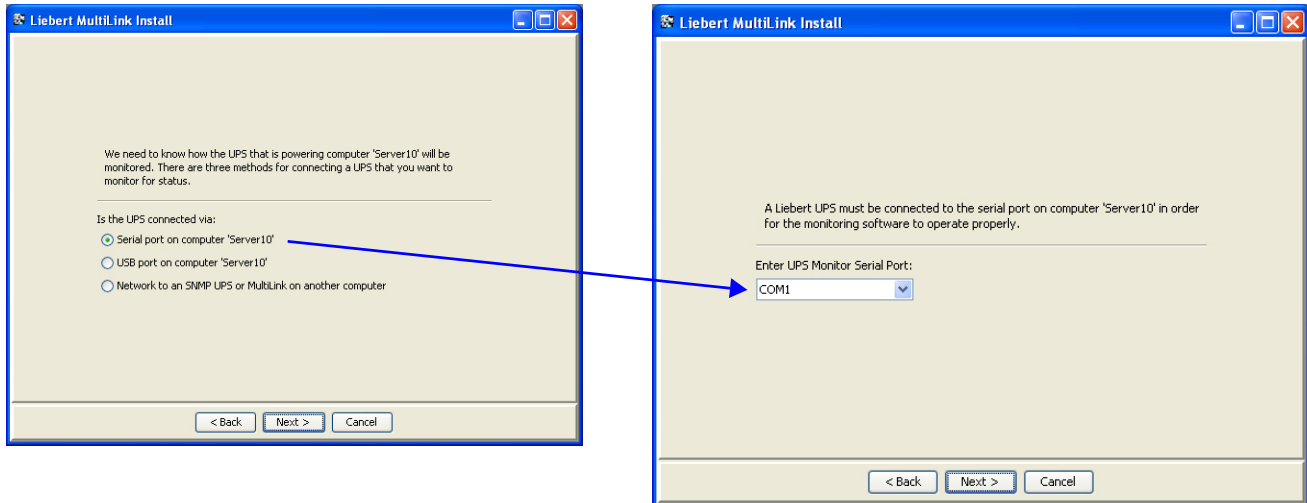 Liebert MultiLink Install
We need to know how the UPS that is powering computer 'Server10' will be
monitored. There are three methods for connecting a UPS that you want to
monitor for status.
Is the UPS connected via:
Serial port on computer 'Server10'
USB port on computer 'Server10'
Network to an SNMP UPS or MultiLink on another computer
< Back Next > Cancel
Liebert MultiLink Install
A Liebert UPS must be connected to the serial port on computer 'Server10' in order
for the monitoring software to operate properly.
Enter UPS Monitor Serial Port:
COM1
< Back Next > Cancel